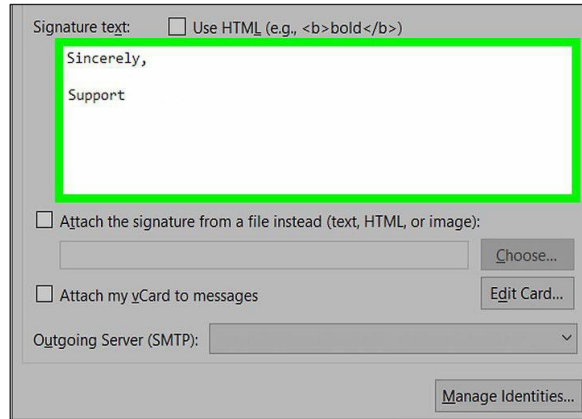 Signature text: Use HTML (e.g., <b>bold</b>)
Sincerely,
Support
Attach the signature from a file instead (text, HTML, or image):
Choose...
Attach my vCard to messages
Edit Card...
Outgoing Server (SMTP):
Manage Identities...